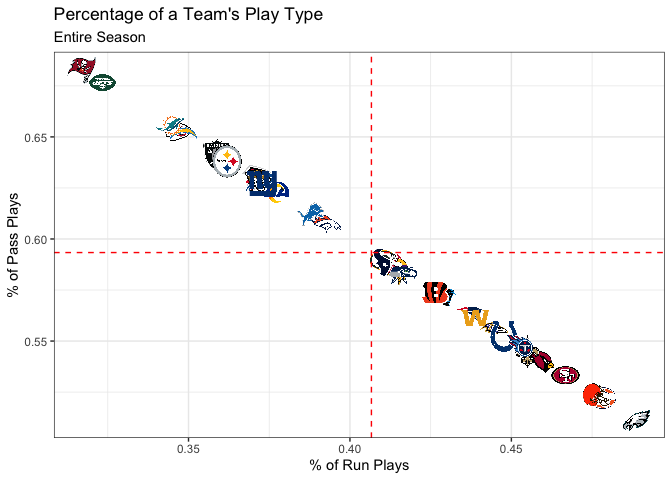 Percentage of a Team's Play Type
Entire Season
0.65
0.60
0.55
% of Pass Plays
0.35
0.40
0.45
% of Run Plays
W